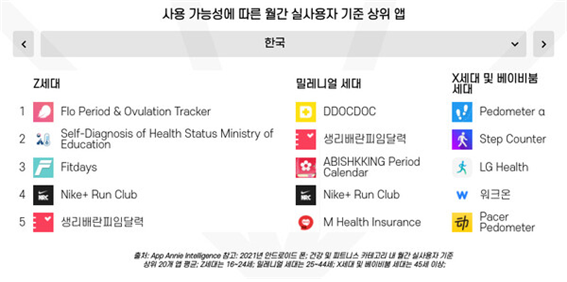 사용 가능성에 따른 월간 실사용자 기준 상위 앱
한국
Z세대
1 Flo Period & Ovulation Tracker
2 Self-Diagnosis of Health Status Ministry of
Education
3 Fitdays
4 Nike+ Run Club
5 생리배란피임달력
밀레니얼 세대
DDOCDOC
생리배란피임달력
ABISHKKING Period
Calendar
Nike+ Run Club
M Health Insurance
X세대 및 베이비붐
세대
Pedometer α
Step Counter
LG Health
워크온
Pacer
Pedometer
출처: App Annie Intelligence 참고: 2021년 안드로이드 폰; 건강 및 피트니스 카테고리 내 월간 실사용자 기준
상위 20개 앱 평균; Z세대는 16~24세; 밀레니얼 세대는 25~44세; X세대 및 베이비붐 세대는 45세 이상;